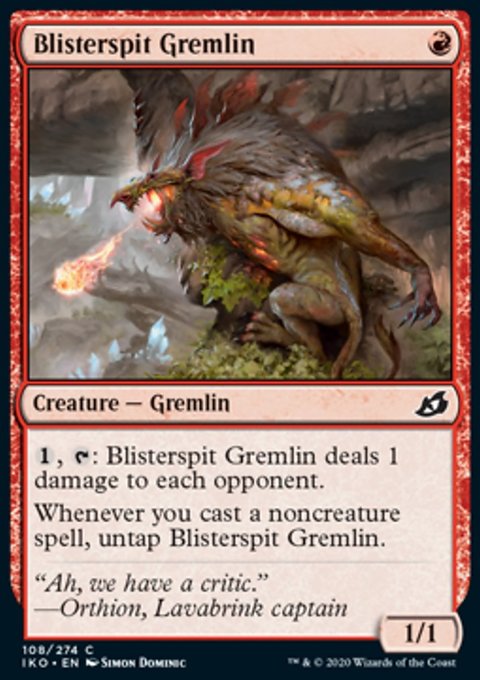 Blisterspit Gremlin
Creature — Gremlin
1, : Blisterspit Gremlin deals 1
damage to each opponent.
Whenever you cast a noncreature
spell, untap Blisterspit Gremlin.
“Ah, we have a critic.”
—Orthion, Lavabrink captain
1/1
108/274 C
IKO • EN Simon Dominic
™ & © 2020 Wizards of the Coast